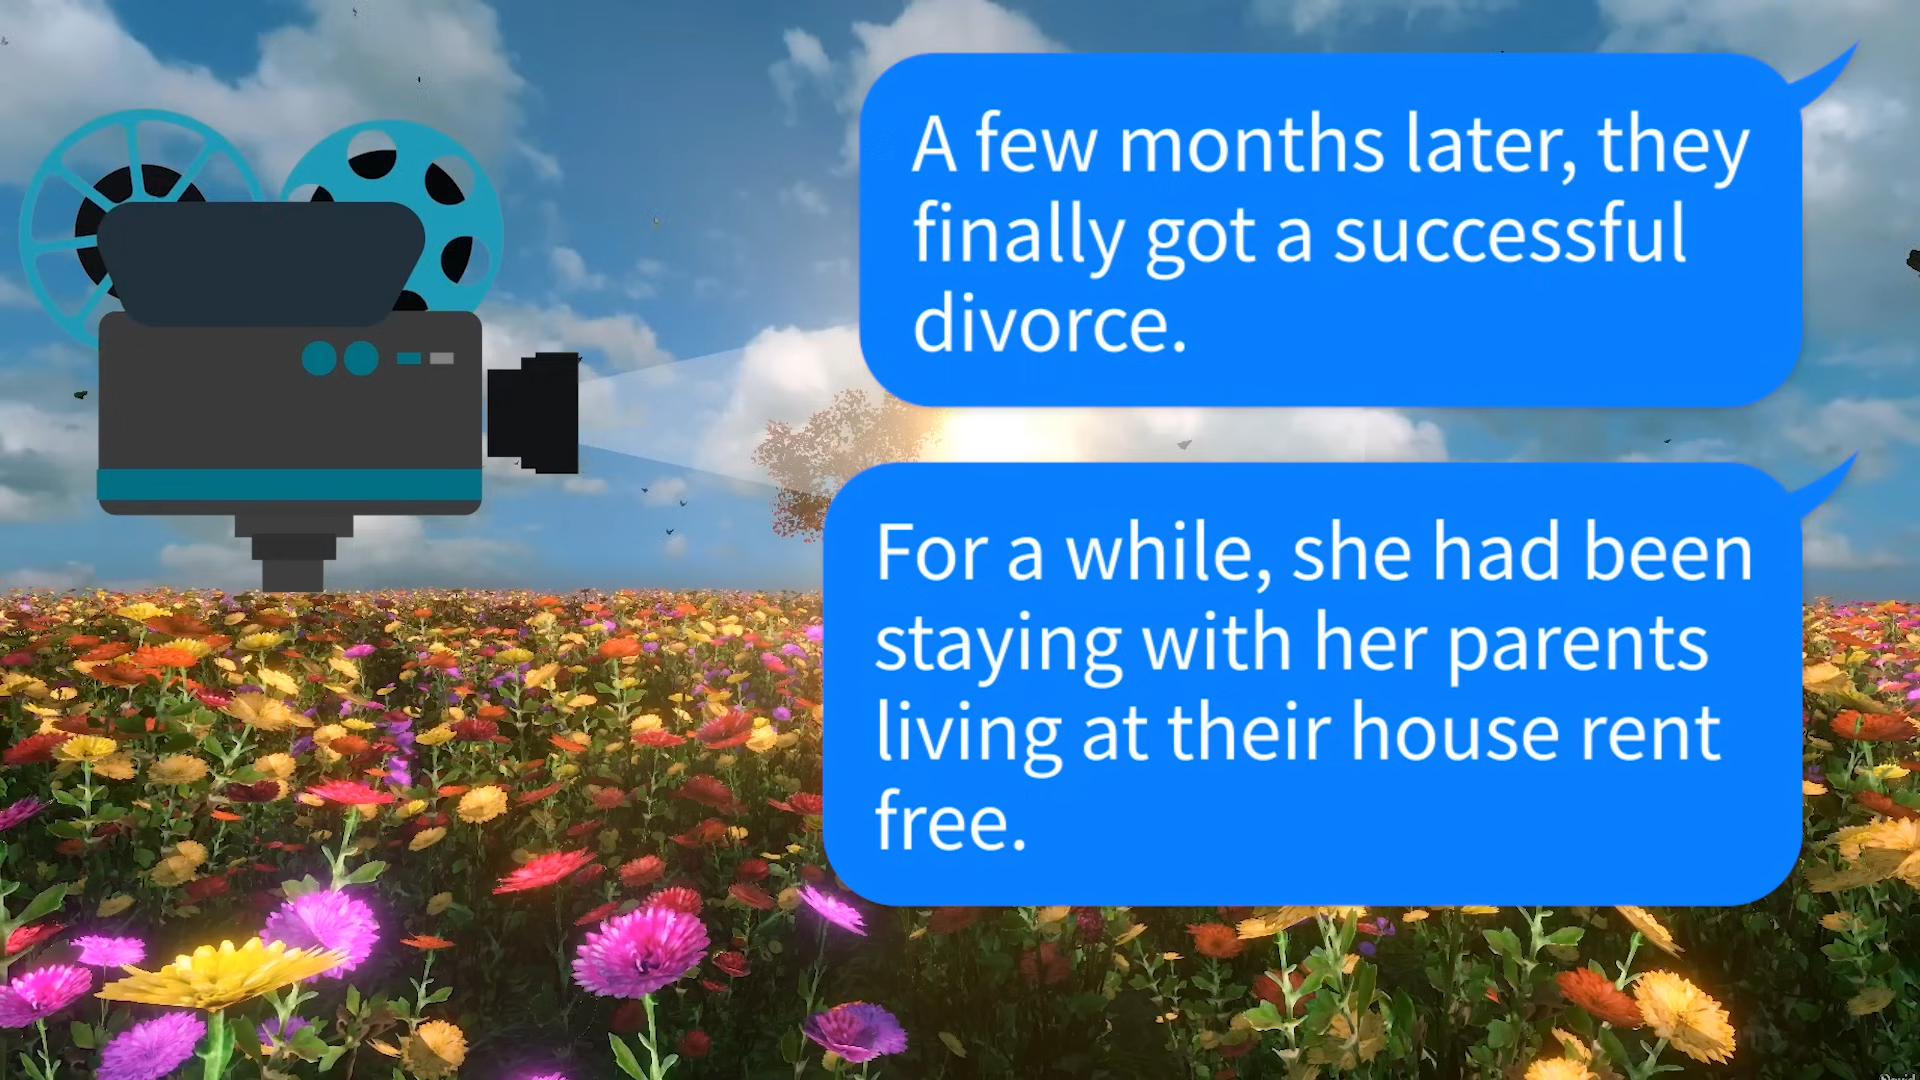 A few months later, they
finally got a successful
divorce.
For a while, she had been
staying with her parents
living at their house rent
free.